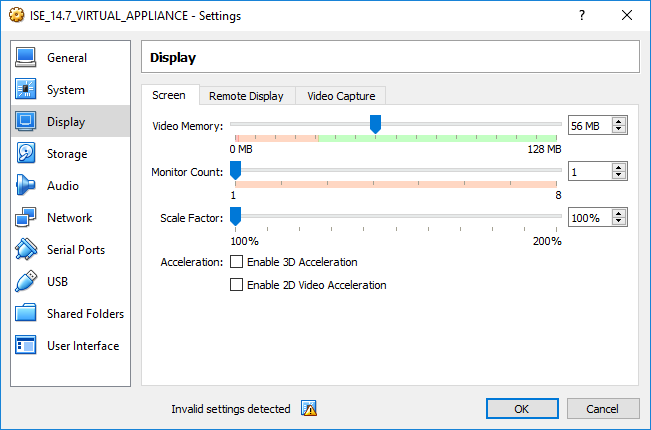 ISE_14.7_VIRTUAL_APPLIANCE - Settings
?
General
System
Display
Storage
Audio
Network
Serial Ports
USB
Shared Folders
User Interface
Display
Screen
Remote Display
Video Capture
Video Memory:
56 MB
0 MB
128 MB
Monitor Count:
1
1
8
Scale Factor:
100%
100%
200%
Acceleration:
Enable 3D Acceleration
Enable 2D Video Acceleration
Invalid settings detected
OK
Cancel